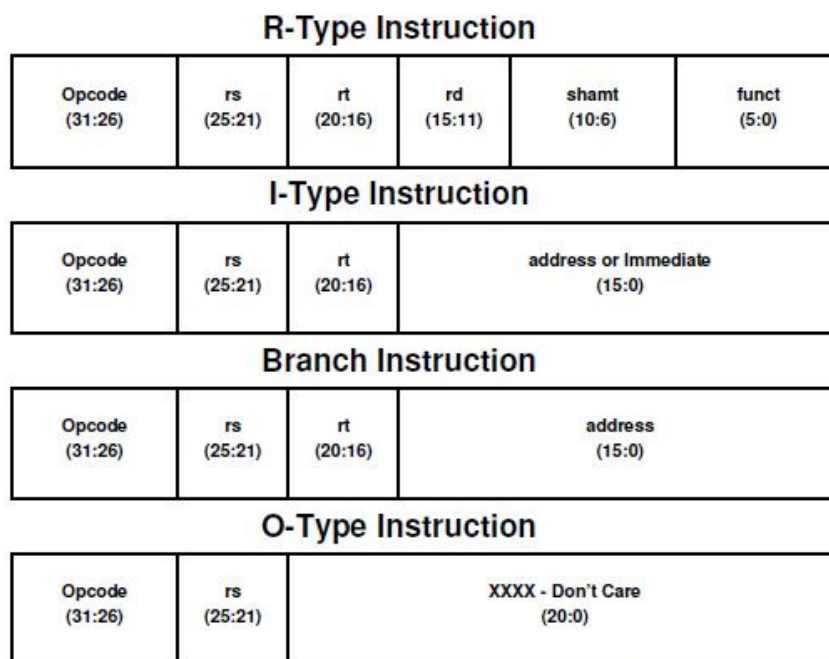 R-Type Instruction
Opcode rs rt rd shamt funct
(31:26) (25:21) (20:16) (15:11) (10:6) (5:0)
I-Type Instruction
Opcode rs rt address or Immediate
(31:26) (25:21) (20:16) (15:0)
Branch Instruction
Opcode rs rt address
(31:26) (25:21) (20:16) (15:0)
O-Type Instruction
Opcode rs XXXX - Don't Care
(31:26) (25:21) (20:0)